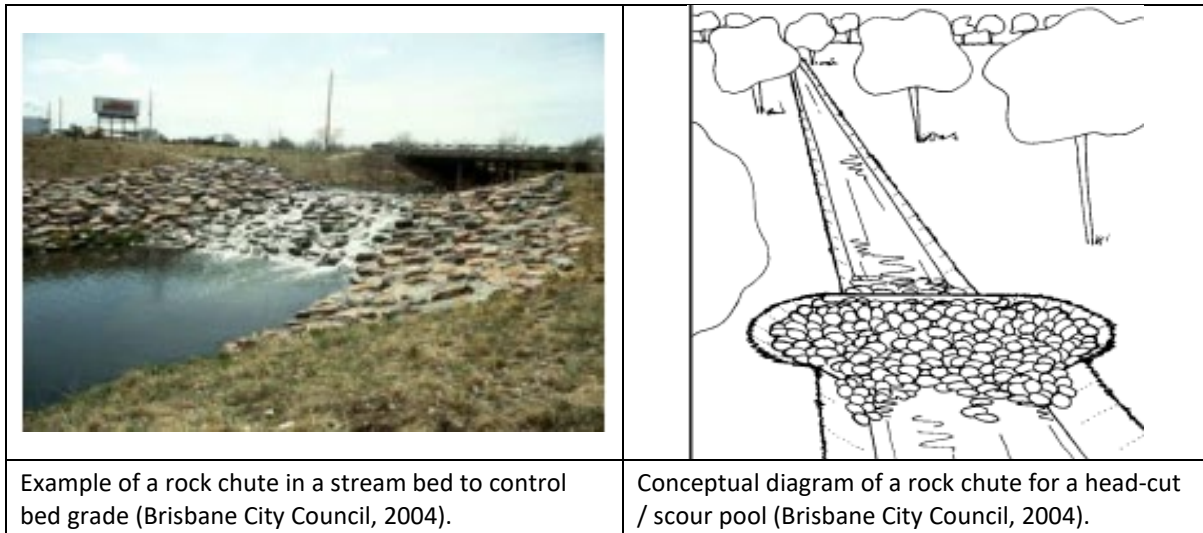 Example of a rock chute in a stream bed to control
bed grade (Brisbane City Council, 2004).
Conceptual diagram of a rock chute for a head-cut
/ scour pool (Brisbane City Council, 2004).